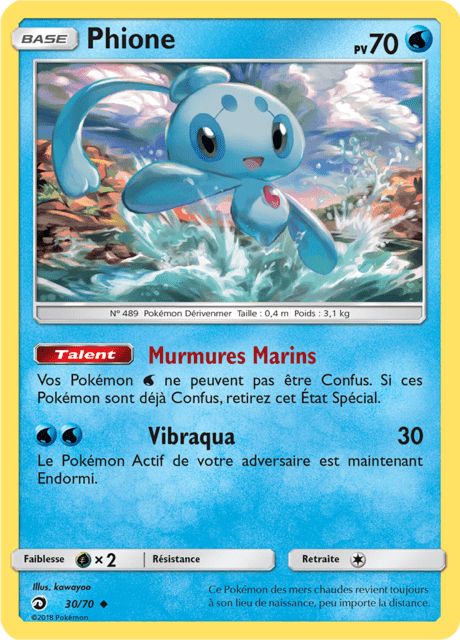 BASE Phione PV 70
N° 489 Pokémon Dérivenmer Taille : 0,4 m Poids : 3,1 kg
Talent Murmures Marins
Vos Pokémon ne peuvent pas être Confus. Si ces
Pokémon sont déjà Confus, retirez cet État Spécial.
Vibraqua 30
Le Pokémon Actif de votre adversaire est maintenant
Endormi.
Faiblesse ×2 Résistance Retraite
Illus. kawayoo
30/70
©2018 Pokémon
Ce Pokémon des mers chaudes revient toujours
à son lieu de naissance, peu importe la distance.